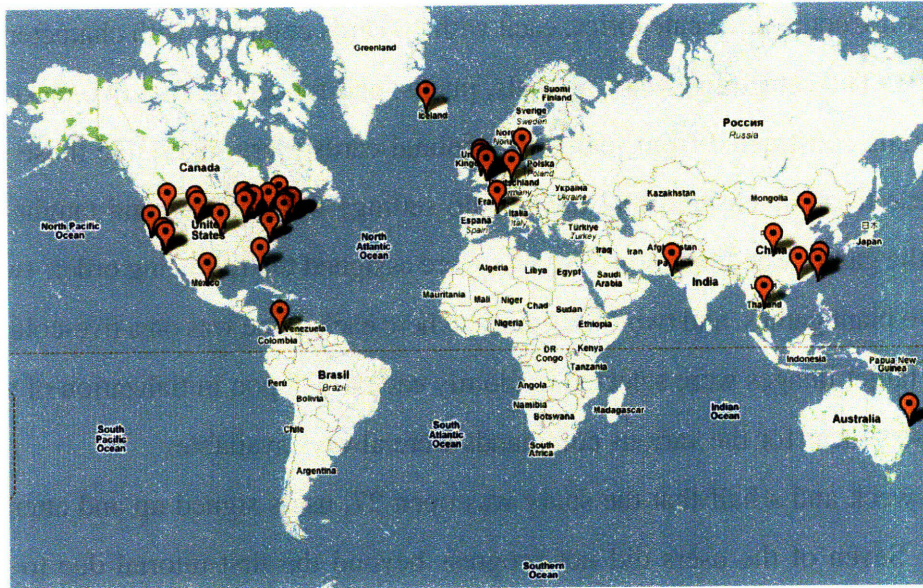 Greenland
Iceland
Suomi
Finland
Sverige
Sweden
Россия
Russia
Canada
Polska
Poland
Україна
Ukraine
Kazakhstan
Mongolia
North Pacific
Ocean
United
States
España
Spain
Italia
Italy
Türkiye
Turkey
日本
Japan
China
North
Atlantic
Ocean
Iraq
Iran
Afghanistan
Algeria
Libya
Egypt
Saudi
Arabia
India
México
Mauritania
Mali
Niger
Chad
Sudan
Thailand
Nigeria
Ethiopia
Venezuela
Colombia
DR
Congo
Kenya
Tanzania
Indonesia
Papua New
Guinea
Perú
Brasil
Brazil
Bolivia
Angola
Namibia
Botswana
Madagascar
South
Pacific
Ocean
Chile
South
Atlantic
Ocean
Indian
Ocean
Australia
South
Africa
Argentina
Southern
Ocean